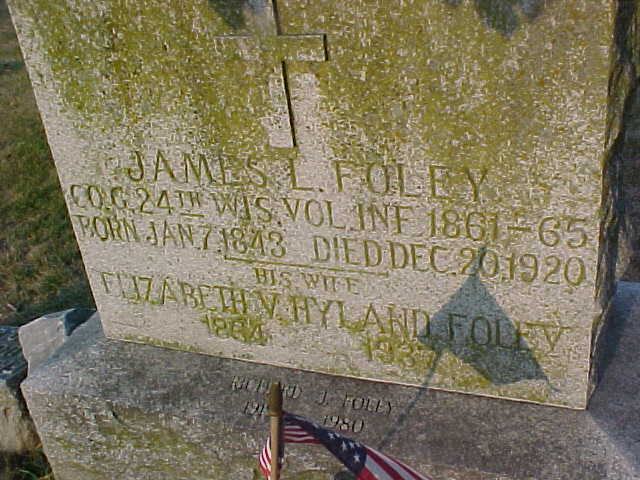 JAMES L. FOLEY
CO. G. 24TH WIS. VOL. INF. 1861–65
BORN JAN. 7, 1843 DIED DEC. 20, 1920
HIS WIFE
ELIZABETH V. HYLAND FOLEY
1864 1937
RICHARD J. FOLEY
1980